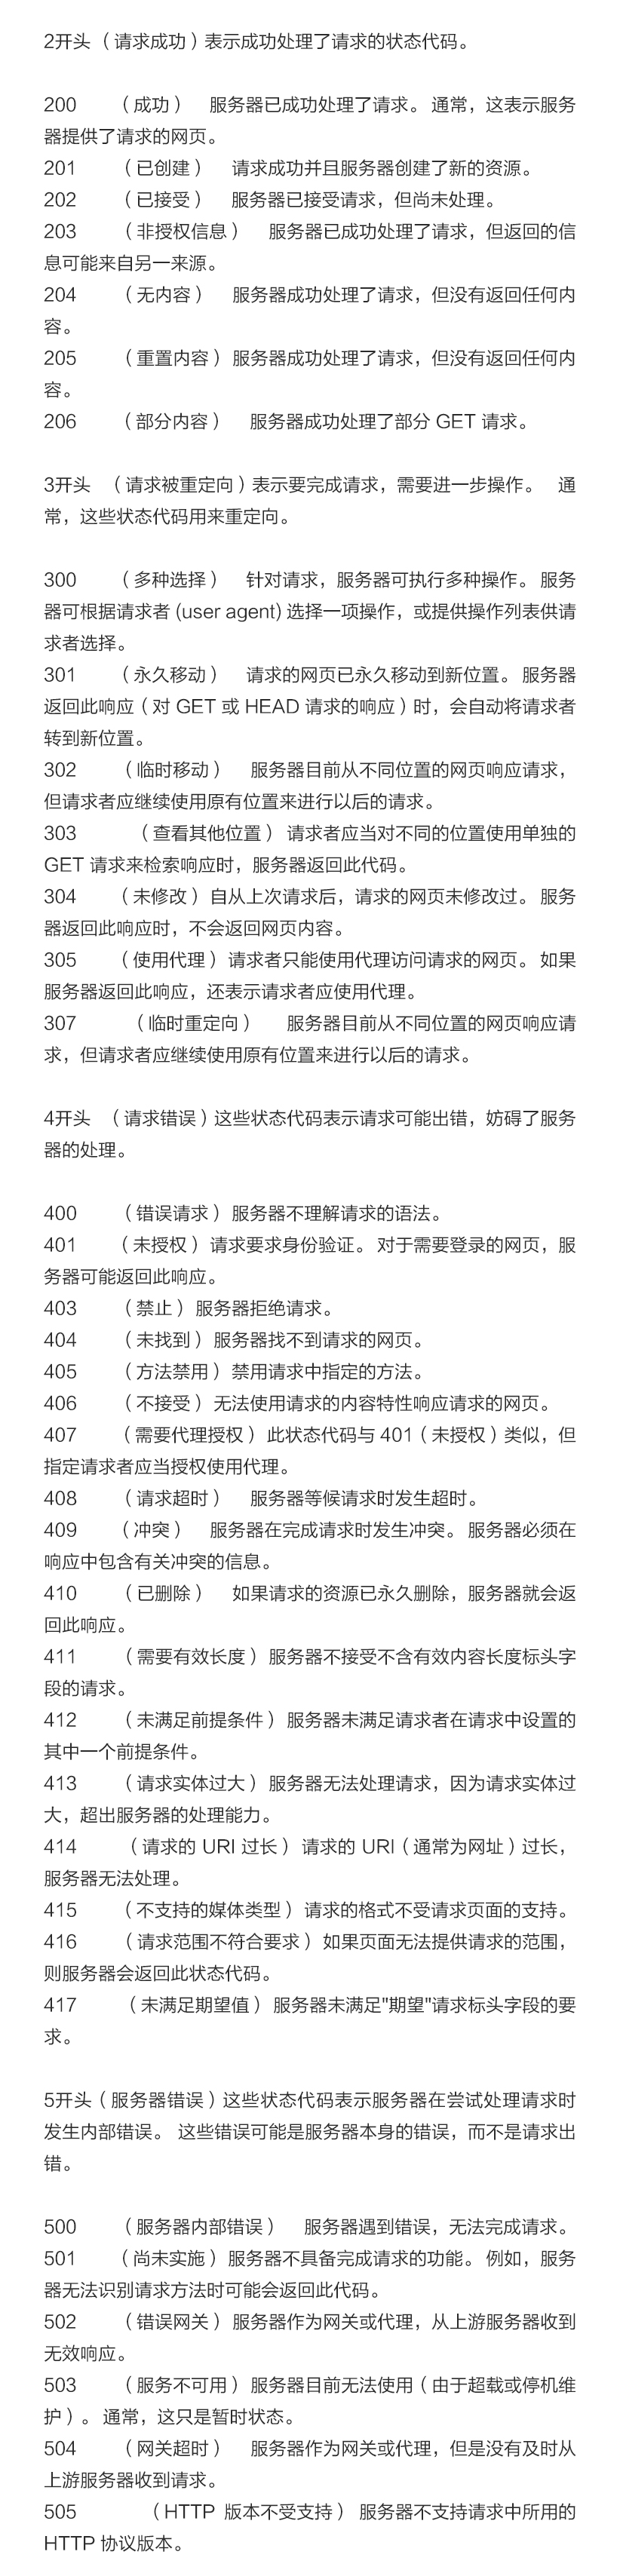 2开头 （请求成功）表示成功处理了请求的状态代码。
200 （成功） 服务器已成功处理了请求。 通常，这表示服务
器提供了请求的网页。
201 （已创建） 请求成功并且服务器创建了新的资源。
202 （已接受） 服务器已接受请求，但尚未处理。
203 （非授权信息） 服务器已成功处理了请求，但返回的信
息可能来自另一来源。
204 （无内容） 服务器成功处理了请求，但没有返回任何内
容。
205 （重置内容）服务器成功处理了请求，但没有返回任何内
容。
206 （部分内容） 服务器成功处理了部分 GET 请求。
3开头 （请求被重定向）表示要完成请求，需要进一步操作。 通
常，这些状态代码用来重定向。
300 （多种选择） 针对请求，服务器可执行多种操作。 服务
器可根据请求者 (user agent) 选择一项操作，或提供操作列表供请
求者选择。
301 （永久移动） 请求的网页已永久移动到新位置。 服务器
返回此响应（对 GET 或 HEAD 请求的响应）时，会自动将请求者
转到新位置。
302 （临时移动） 服务器目前从不同位置的网页响应请求，
但请求者应继续使用原有位置来进行以后的请求。
303 （查看其他位置）请求者应当对不同的位置使用单独的
GET 请求来检索响应时，服务器返回此代码。
304 （未修改）自从上次请求后，请求的网页未修改过。 服务
器返回此响应时，不会返回网页内容。
305 （使用代理）请求者只能使用代理访问请求的网页。 如果
服务器返回此响应，还表示请求者应使用代理。
307 （临时重定向） 服务器目前从不同位置的网页响应请
求，但请求者应继续使用原有位置来进行以后的请求。
4开头 （请求错误）这些状态代码表示请求可能出错，妨碍了服务
器的处理。
400 （错误请求）服务器不理解请求的语法。
401 （未授权）请求要求身份验证。 对于需要登录的网页，服
务器可能返回此响应。
403 （禁止）服务器拒绝请求。
404 （未找到）服务器找不到请求的网页。
405 （方法禁用）禁用请求中指定的方法。
406 （不接受）无法使用请求的内容特性响应请求的网页。
407 （需要代理授权）此状态代码与 401（未授权）类似，但
指定请求者应当授权使用代理。
408 （请求超时） 服务器等候请求时发生超时。
409 （冲突） 服务器在完成请求时发生冲突。 服务器必须在
响应中包含有关冲突的信息。
410 （已删除） 如果请求的资源已永久删除，服务器就会返
回此响应。
411 （需要有效长度）服务器不接受不含有效内容长度标头字
段的请求。
412 （未满足前提条件）服务器未满足请求者在请求中设置的
其中一个前提条件。
413 （请求实体过大）服务器无法处理请求，因为请求实体过
大，超出服务器的处理能力。
414 （请求的 URI 过长）请求的 URI（通常为网址）过长，
服务器无法处理。
415 （不支持的媒体类型）请求的格式不受请求页面的支持。
416 （请求范围不符合要求）如果页面无法提供请求的范围，
则服务器会返回此状态代码。
417 （未满足期望值）服务器未满足"期望"请求标头字段的要
求。
5开头（服务器错误）这些状态代码表示服务器在尝试处理请求时
发生内部错误。 这些错误可能是服务器本身的错误，而不是请求出
错。
500 （服务器内部错误） 服务器遇到错误，无法完成请求。
501 （尚未实施）服务器不具备完成请求的功能。 例如，服务
器无法识别请求方法时可能会返回此代码。
502 （错误网关）服务器作为网关或代理，从上游服务器收到
无效响应。
503 （服务不可用）服务器目前无法使用（由于超载或停机维
护）。 通常，这只是暂时状态。
504 （网关超时） 服务器作为网关或代理，但是没有及时从
上游服务器收到请求。
505 （HTTP 版本不受支持）服务器不支持请求中所用的
HTTP 协议版本。